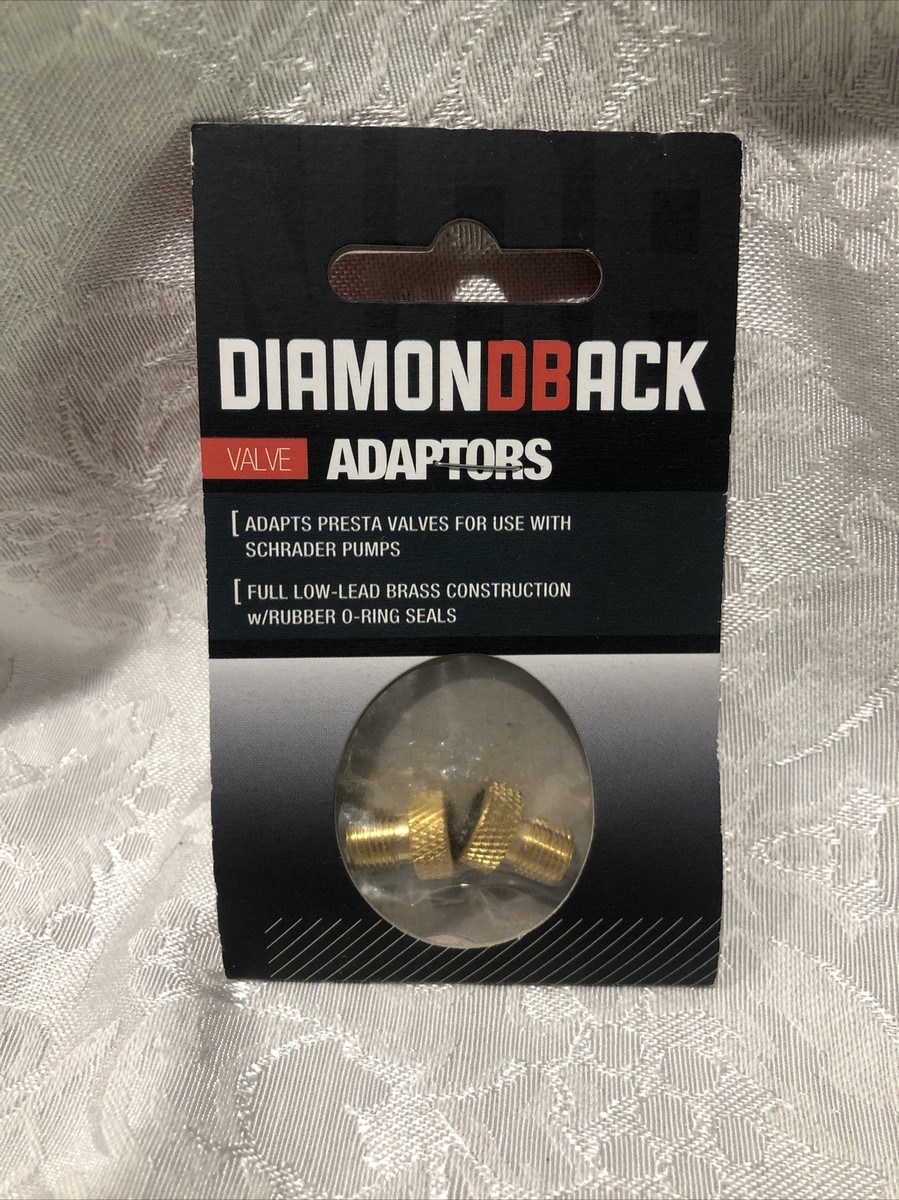 DIAMONDBACK
VALVE ADAPTORS
[ ADAPTS PRESTA VALVES FOR USE WITH
SCHRADER PUMPS
[ FULL LOW-LEAD BRASS CONSTRUCTION
w/RUBBER O-RING SEALS